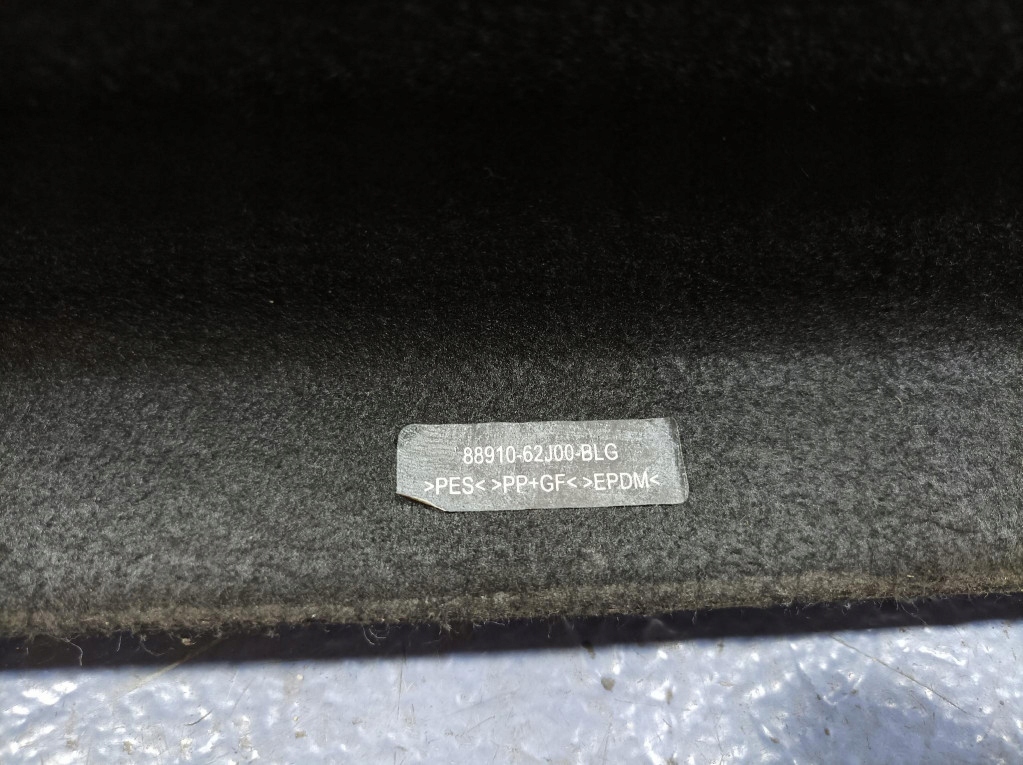 88910-62J00-BLG
>PES< >PP+GF< >EPDM<